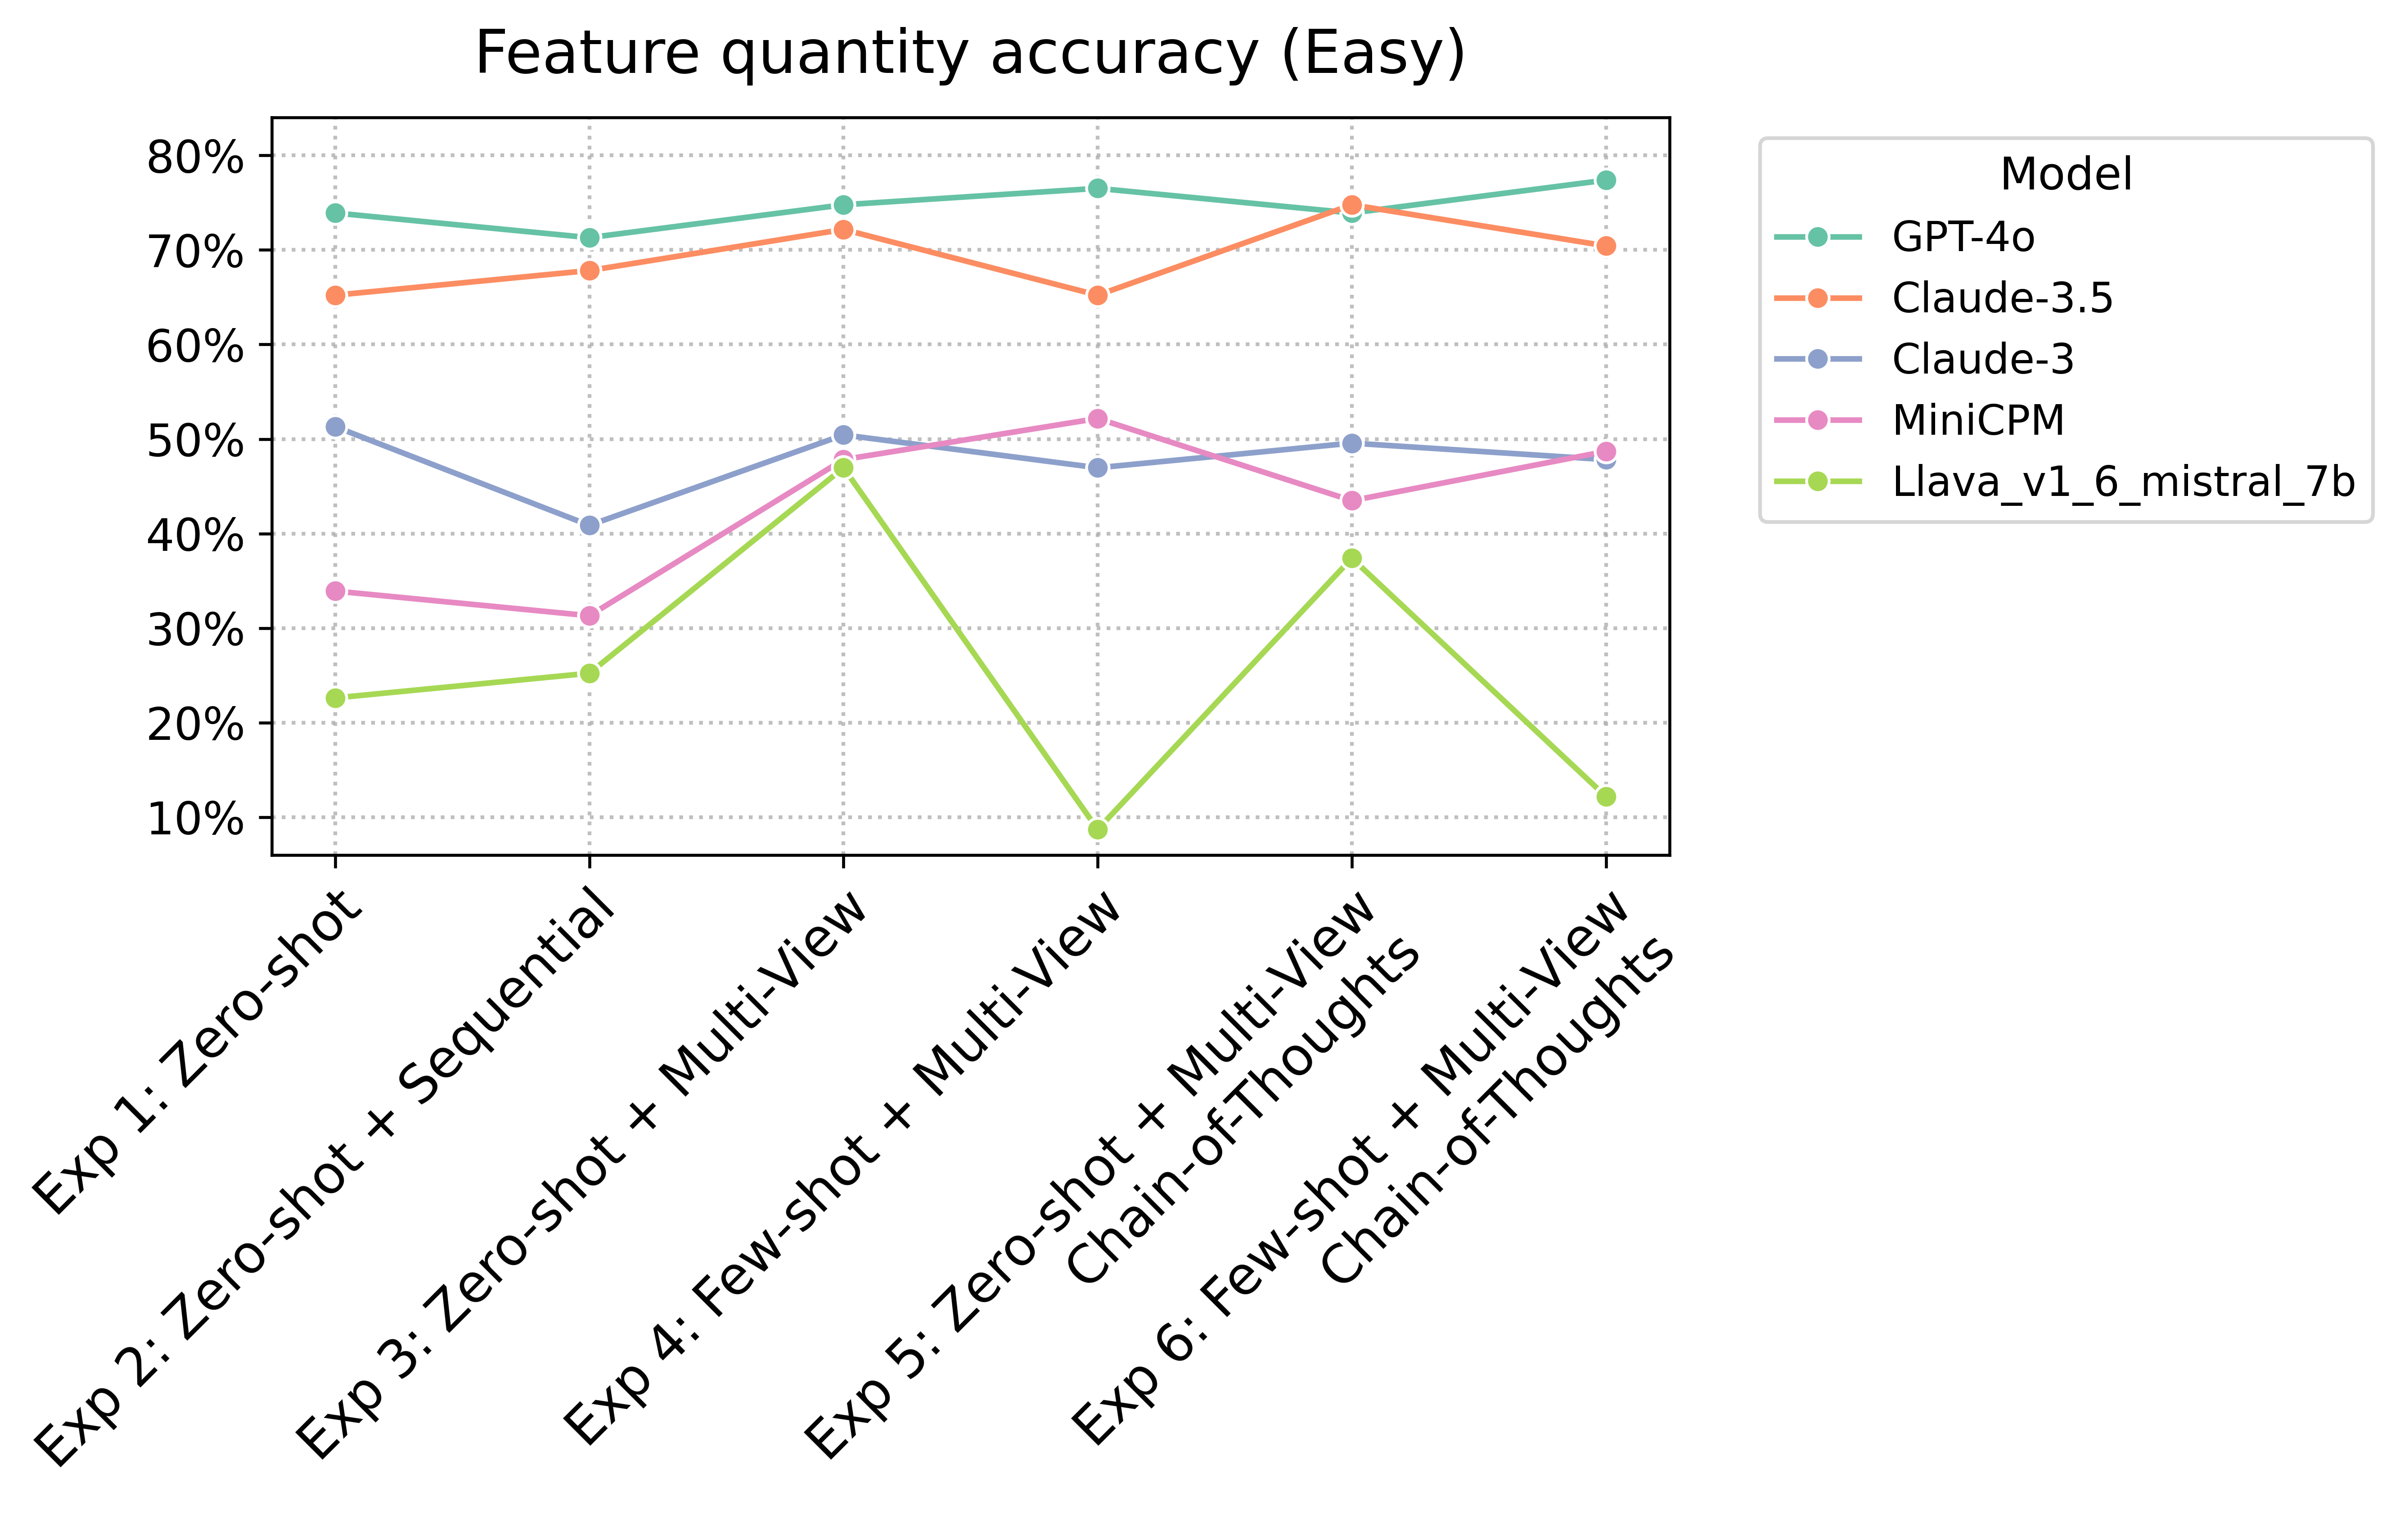 Feature quantity accuracy (Easy)
80%
70%
60%
50%
40%
30%
20%
10%
Exp 1: Zero-shot
Exp 2: Zero-shot + Sequential
Exp 3: Zero-shot + Multi-View
Exp 4: Few-shot + Multi-View
Exp 5: Zero-shot + Multi-View
Chain-of-Thoughts
Exp 6: Few-shot + Multi-View
Chain-of-Thoughts
Model
GPT-4o
Claude-3.5
Claude-3
MiniCPM
Llava_v1_6_mistral_7b